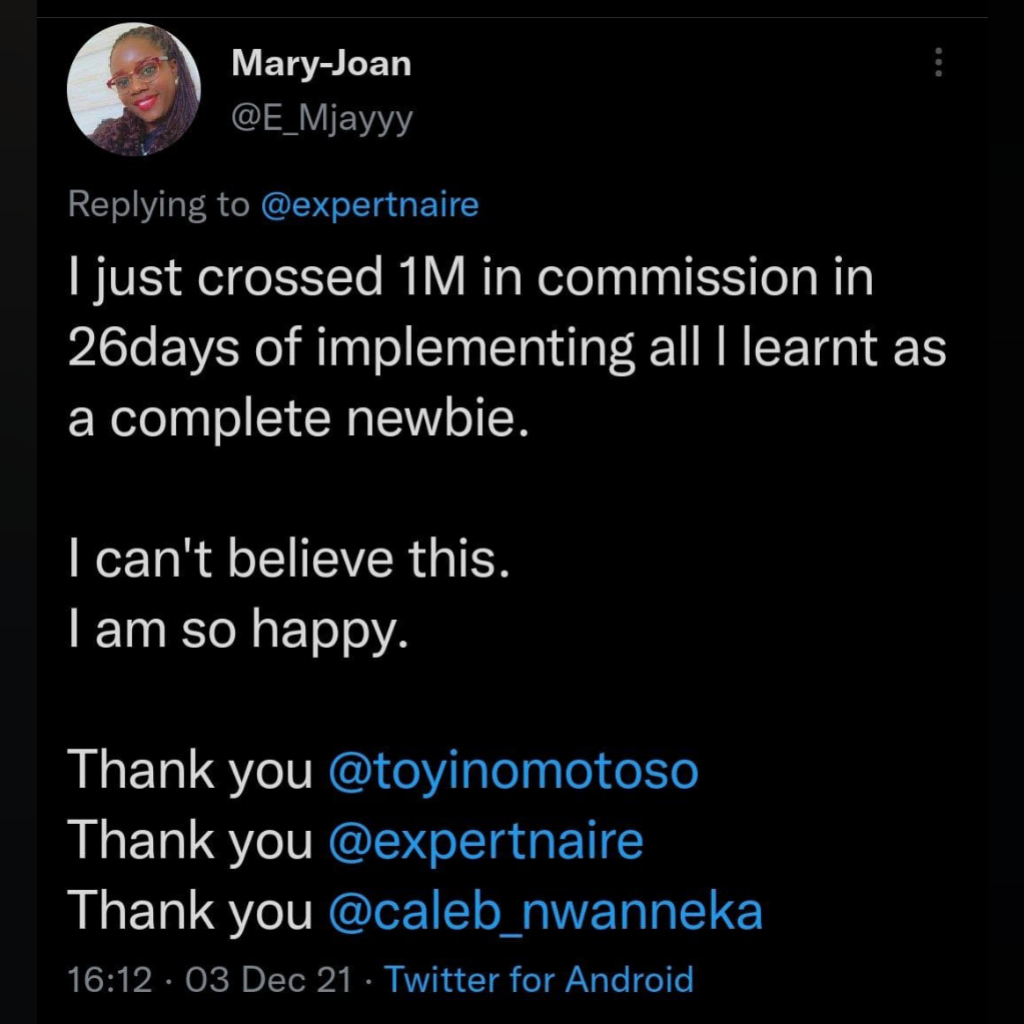 Mary-Joan
@E_Mjayyy
Replying to @expertnaire
I just crossed 1M in commission in
26days of implementing all I learnt as
a complete newbie.
I can't believe this.
I am so happy.
Thank you @toyinomotoso
Thank you @expertnaire
Thank you @caleb_nwanneka
16:12 · 03 Dec 21 · Twitter for Android